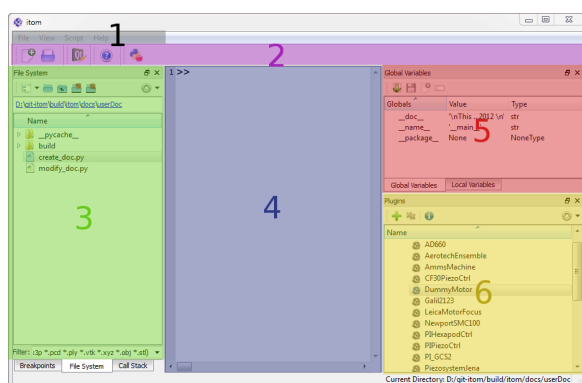 itom
File View Script Help
1
2
File System
D:\git-itom\build\itom\docs\userDoc
Name
__pycache__
build
create_doc.py
modify_doc.py
3
Filter: (*.r3p *.pcd *.ply *.vtk *.xyz *.obj *.stl)
Breakpoints File System Call Stack
1 >>
4
Global Variables
Globals Value Type
__doc__ '\nThis ... 2012 \n' str
__name__ '__main__' str
__package__ None NoneType
5
Global Variables Local Variables
Plugins
Name
AD660
AerotechEnsemble
AmmsMachine
CF30PiezoCtrl
DummyMotor
Galil2123
LeicaMotorFocus
NewportSMC100
PIHexapodCtrl
PIPiezoCtrl
PI_GCS2
PiezosystemJena
6
Current Directory: D:/git-itom/build/itom/docs/userDoc